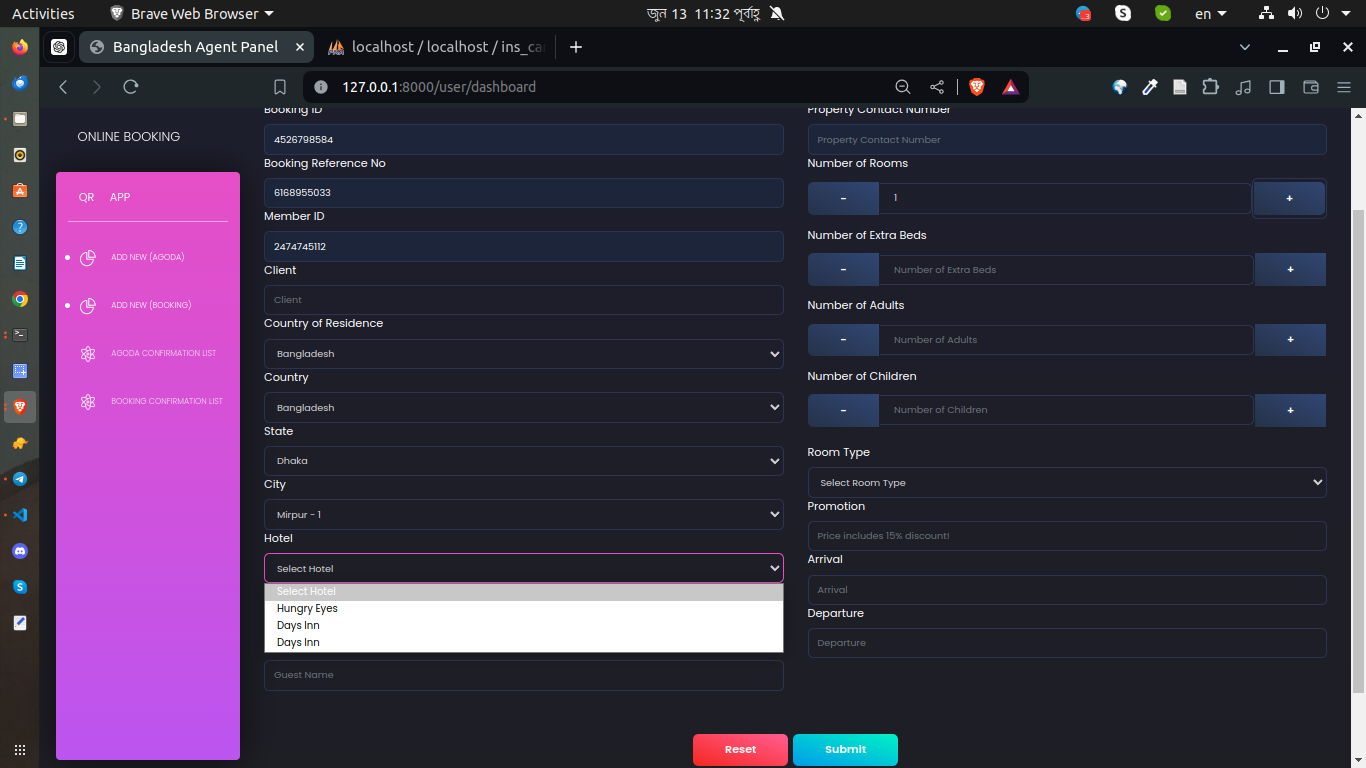 Activities
Brave Web Browser
জুন 13 11:32 পূর্বাহ্ণ
3
en
Bangladesh Agent Panel
localhost / localhost / ins_ca
127.0.0.1:8000/user/dashboard
ONLINE BOOKING
QR APP
ADD NEW (AGODA)
ADD NEW (BOOKING)
AGODA CONFIRMATION LIST
BOOKING CONFIRMATION LIST
Booking ID
4526798584
Booking Reference No
6168955033
Member ID
2474745112
Client
Client
Country of Residence
Bangladesh
Country
Bangladesh
State
Dhaka
City
Mirpur - 1
Hotel
Select Hotel
Select Hotel
Hungry Eyes
Days Inn
Days Inn
Guest Name
Property Contact Number
Property Contact Number
Number of Rooms
- 1 +
Number of Extra Beds
- Number of Extra Beds +
Number of Adults
- Number of Adults +
Number of Children
- Number of Children +
Room Type
Select Room Type
Promotion
Price includes 15% discount!
Arrival
Arrival
Departure
Departure
Reset
Submit